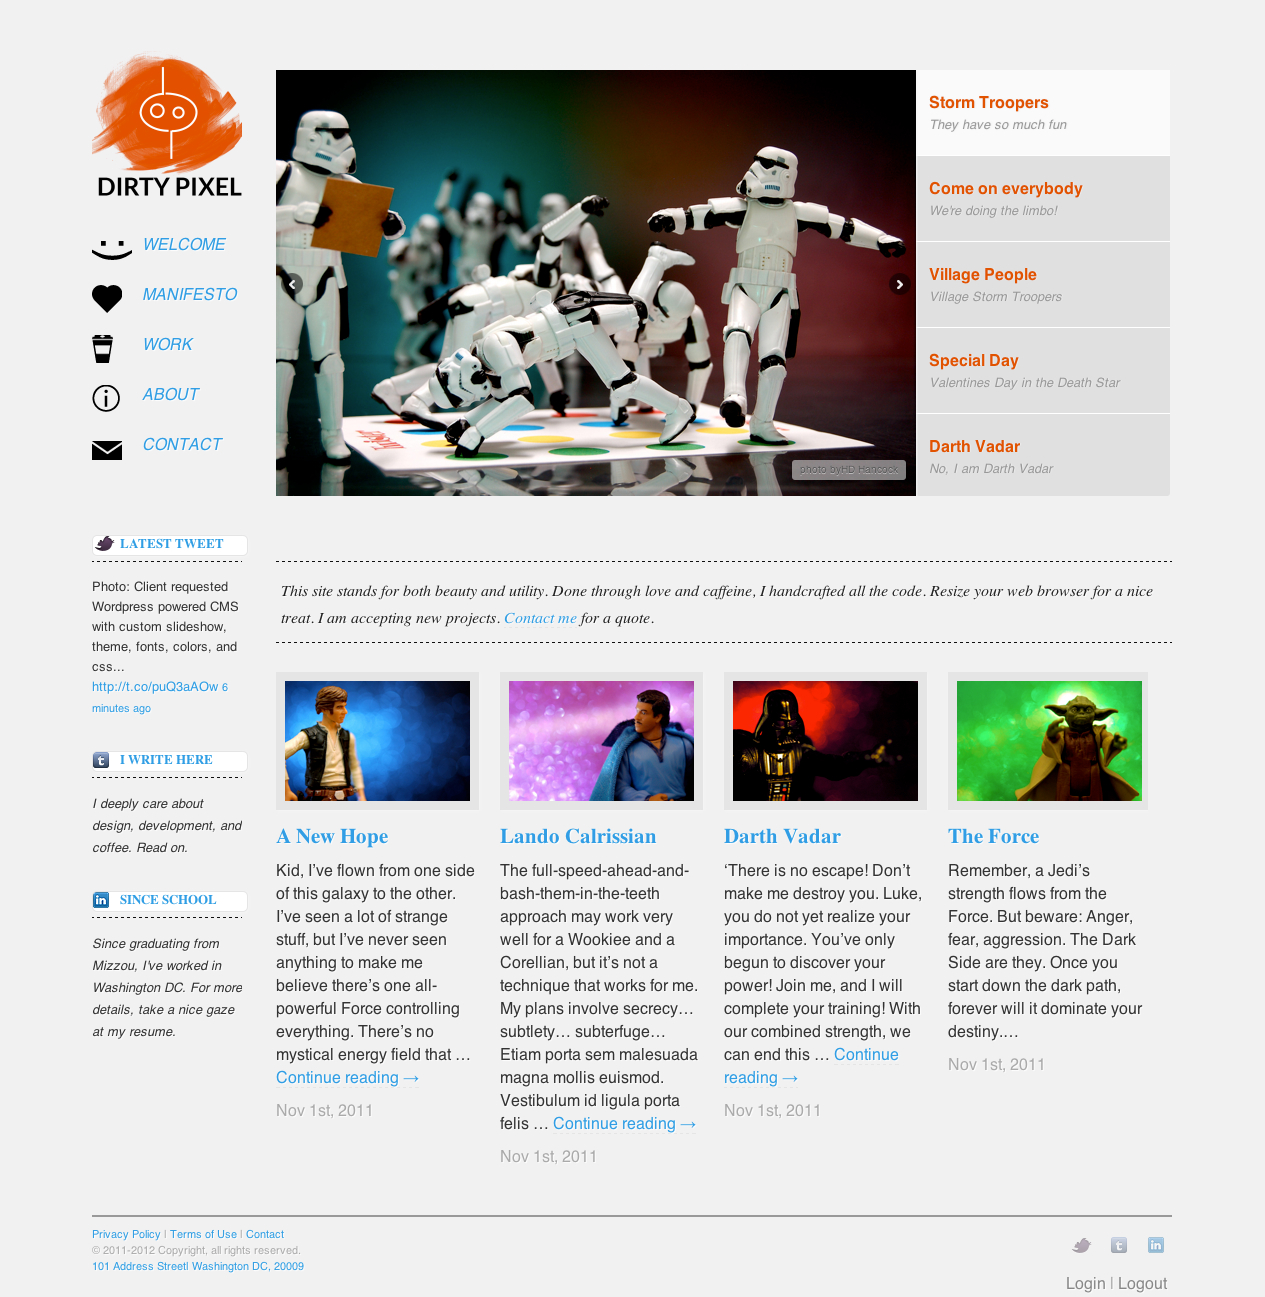 DIRTY PIXEL
WELCOME
MANIFESTO
WORK
ABOUT
CONTACT
Storm Troopers
They have so much fun
Come on everybody
We're doing the limbo!
Village People
Village Storm Troopers
Special Day
Valentines Day in the Death Star
Darth Vadar
No, I am Darth Vadar
photo byHD Hancock
LATEST TWEET
Photo: Client requested
Wordpress powered CMS
with custom slideshow,
theme, fonts, colors, and
css...
http://t.co/puQ3aAOw 6
minutes ago
I WRITE HERE
I deeply care about
design, development, and
coffee. Read on.
SINCE SCHOOL
Since graduating from
Mizzou, I've worked in
Washington DC. For more
details, take a nice gaze
at my resume.
This site stands for both beauty and utility. Done through love and caffeine, I handcrafted all the code. Resize your web browser for a nice
treat. I am accepting new projects. Contact me for a quote.
A New Hope
Kid, I’ve flown from one side
of this galaxy to the other.
I’ve seen a lot of strange
stuff, but I’ve never seen
anything to make me
believe there’s one all-
powerful Force controlling
everything. There’s no
mystical energy field that …
Continue reading →
Nov 1st, 2011
Lando Calrissian
The full-speed-ahead-and-
bash-them-in-the-teeth
approach may work very
well for a Wookiee and a
Corellian, but it’s not a
technique that works for me.
My plans involve secrecy…
subtlety… subterfuge…
Etiam porta sem malesuada
magna mollis euismod.
Vestibulum id ligula porta
felis … Continue reading →
Nov 1st, 2011
Darth Vadar
‘There is no escape! Don’t
make me destroy you. Luke,
you do not yet realize your
importance. You’ve only
begun to discover your
power! Join me, and I will
complete your training! With
our combined strength, we
can end this … Continue
reading →
Nov 1st, 2011
The Force
Remember, a Jedi’s
strength flows from the
Force. But beware: Anger,
fear, aggression. The Dark
Side are they. Once you
start down the dark path,
forever will it dominate your
destiny.…
Nov 1st, 2011
Privacy Policy | Terms of Use | Contact
© 2011-2012 Copyright, all rights reserved.
101 Address Street| Washington DC, 20009
Login | Logout